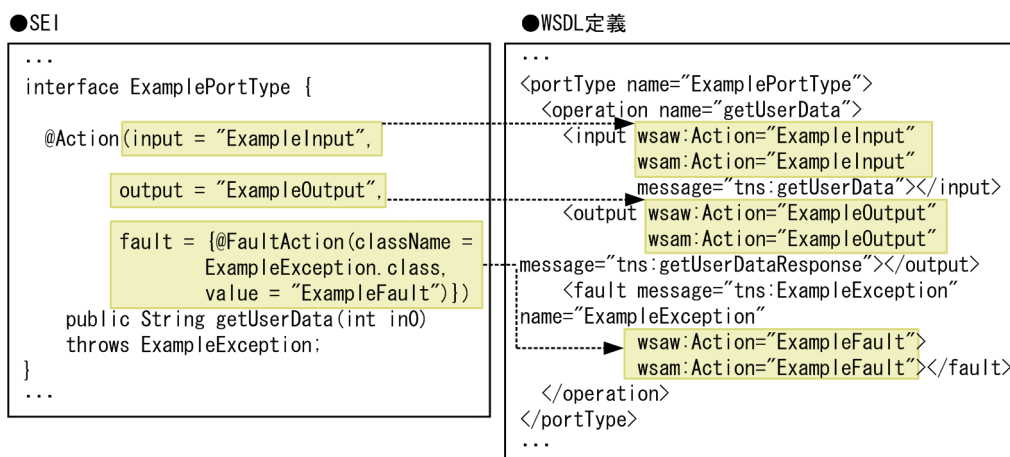 ●SEI
...
interface ExamplePortType {
@Action(input = "ExampleInput",
output = "ExampleOutput",
fault = {@FaultAction(className =
ExampleException.class,
value = "ExampleFault")})
public String getUserData(int in0)
throws ExampleException;
}
...
●WSDL定義
...
<portType name="ExamplePortType">
<operation name="getUserData">
<input wsaw:Action="ExampleInput"
wsam:Action="ExampleInput"
message="tns:getUserData"></input>
<output wsaw:Action="ExampleOutput"
wsam:Action="ExampleOutput"
message="tns:getUserDataResponse"></output>
<fault message="tns:ExampleException"
name="ExampleException"
wsaw:Action="ExampleFault">
wsam:Action="ExampleFault"></fault>
</operation>
</portType>
...